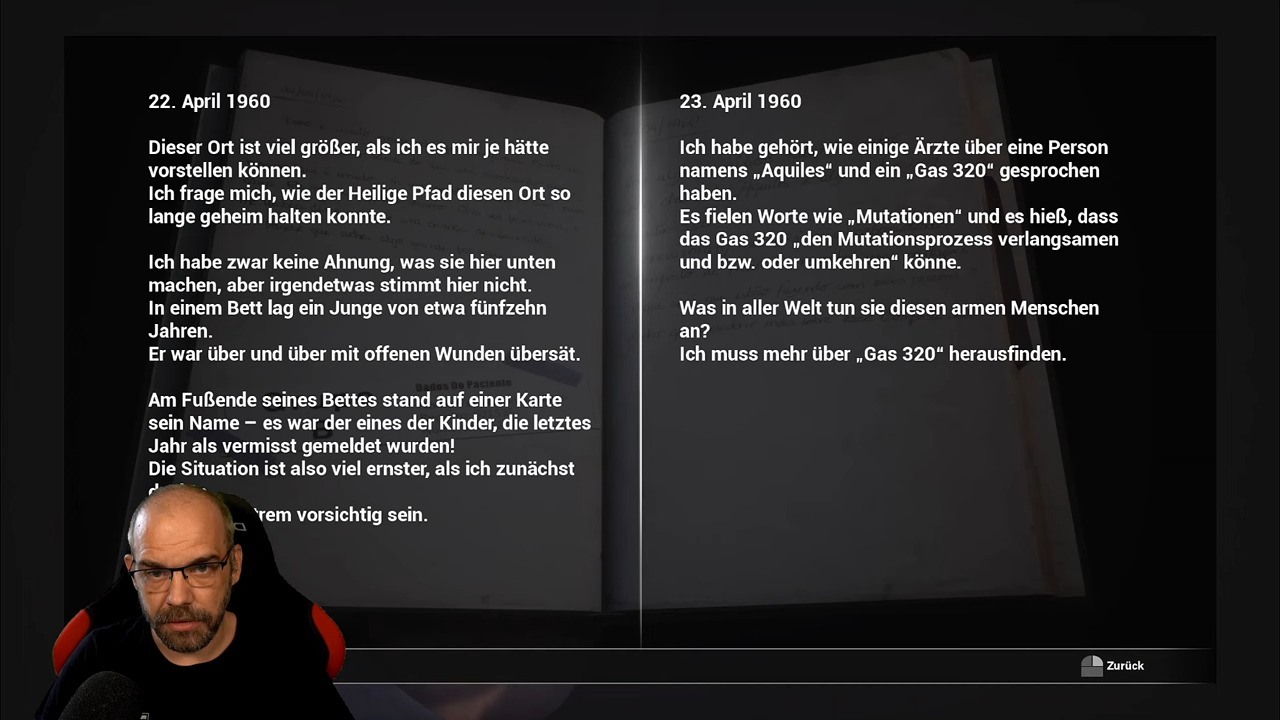 22. April 1960
Dieser Ort ist viel größer, als ich es mir je hätte
vorstellen können.
Ich frage mich, wie der Heilige Pfad diesen Ort so
lange geheim halten konnte.
Ich habe zwar keine Ahnung, was sie hier unten
machen, aber irgendetwas stimmt hier nicht.
In einem Bett lag ein Junge von etwa fünfzehn
Jahren.
Er war über und über mit offenen Wunden übersät.
Am Fußende seines Bettes stand auf einer Karte
sein Name – es war der eines der Kinder, die letztes
Jahr als vermisst gemeldet wurden!
Die Situation ist also viel ernster, als ich zunächst
vorsichtig sein.
23. April 1960
Ich habe gehört, wie einige Ärzte über eine Person
namens „Aquiles“ und ein „Gas 320“ gesprochen
haben.
Es fielen Worte wie „Mutationen“ und es hieß, dass
das Gas 320 „den Mutationsprozess verlangsamen
und bzw. oder umkehren“ könne.
Was in aller Welt tun sie diesen armen Menschen
an?
Ich muss mehr über „Gas 320“ herausfinden.
Dados Do Paciente
Zurück